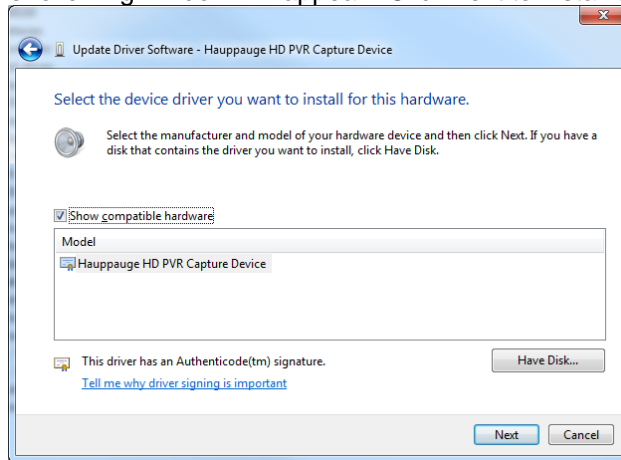 Update Driver Software - Hauppauge HD PVR Capture Device
Select the device driver you want to install for this hardware.
Select the manufacturer and model of your hardware device and then click Next. If you have a
disk that contains the driver you want to install, click Have Disk.
Show compatible hardware
Model
Hauppauge HD PVR Capture Device
This driver has an Authenticode(tm) signature.
Have Disk...
Tell me why driver signing is important
Next
Cancel